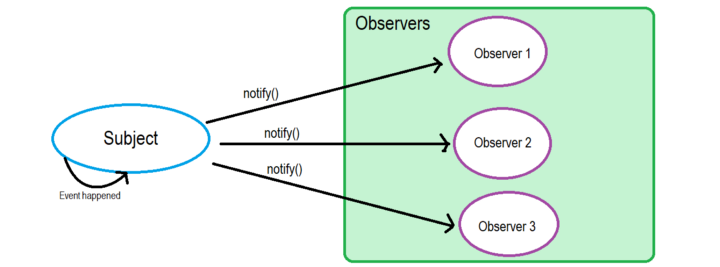 Observers
Observer 1
notify()
Subject
notify()
Observer 2
notify()
Event happened
Observer 3